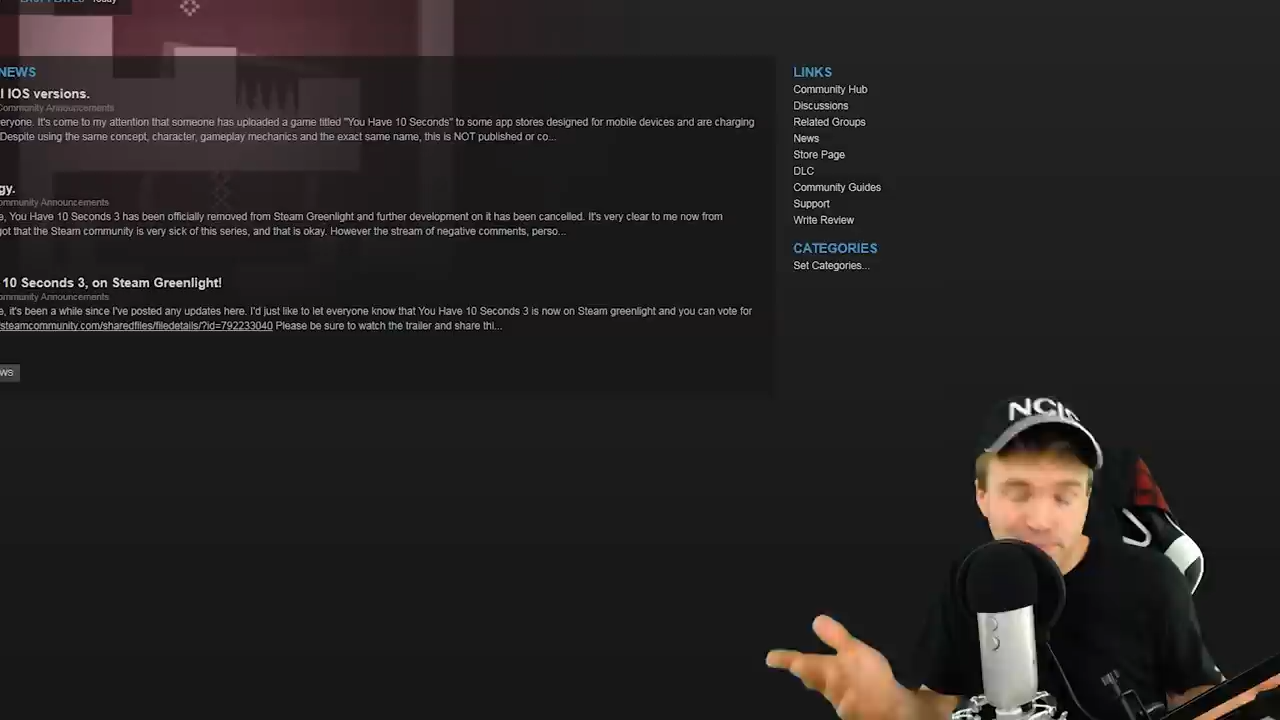 Today
NEWS
l IOS versions.
Community Announcements
eryone. It's come to my attention that someone has uploaded a game titled "You Have 10 Seconds" to some app stores designed for mobile devices and are charging
Despite using the same concept, character, gameplay mechanics and the exact same name, this is NOT published or co...
gy.
ommunity Announcements
e, You Have 10 Seconds 3 has been officially removed from Steam Greenlight and further development on it has been cancelled. It's very clear to me now from
got that the Steam community is very sick of this series, and that is okay. However the stream of negative comments, perso...
10 Seconds 3, on Steam Greenlight!
ommunity Announcements
e, it's been a while since I've posted any updates here. I'd just like to let everyone know that You Have 10 Seconds 3 is now on Steam greenlight and you can vote for
steamcommunity.com/sharedfiles/filedetails/?id=792233040 Please be sure to watch the trailer and share thi...
ws
LINKS
Community Hub
Discussions
Related Groups
News
Store Page
DLC
Community Guides
Support
Write Review
CATEGORIES
Set Categories...